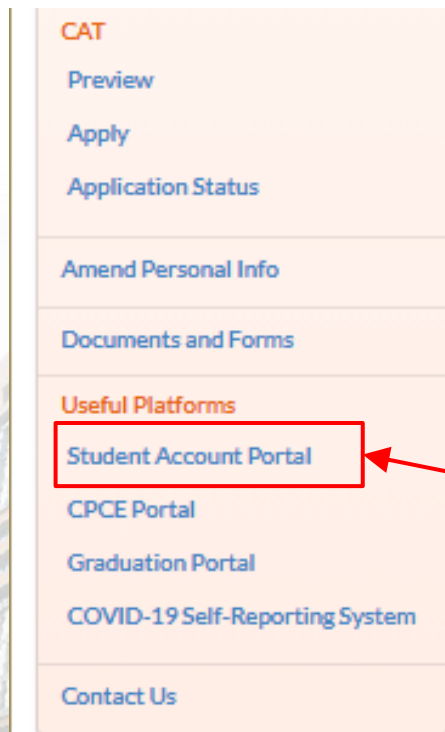 CAT
Preview
Apply
Application Status
Amend Personal Info
Documents and Forms
Useful Platforms
Student Account Portal
CPCE Portal
Graduation Portal
COVID-19 Self-Reporting System
Contact Us